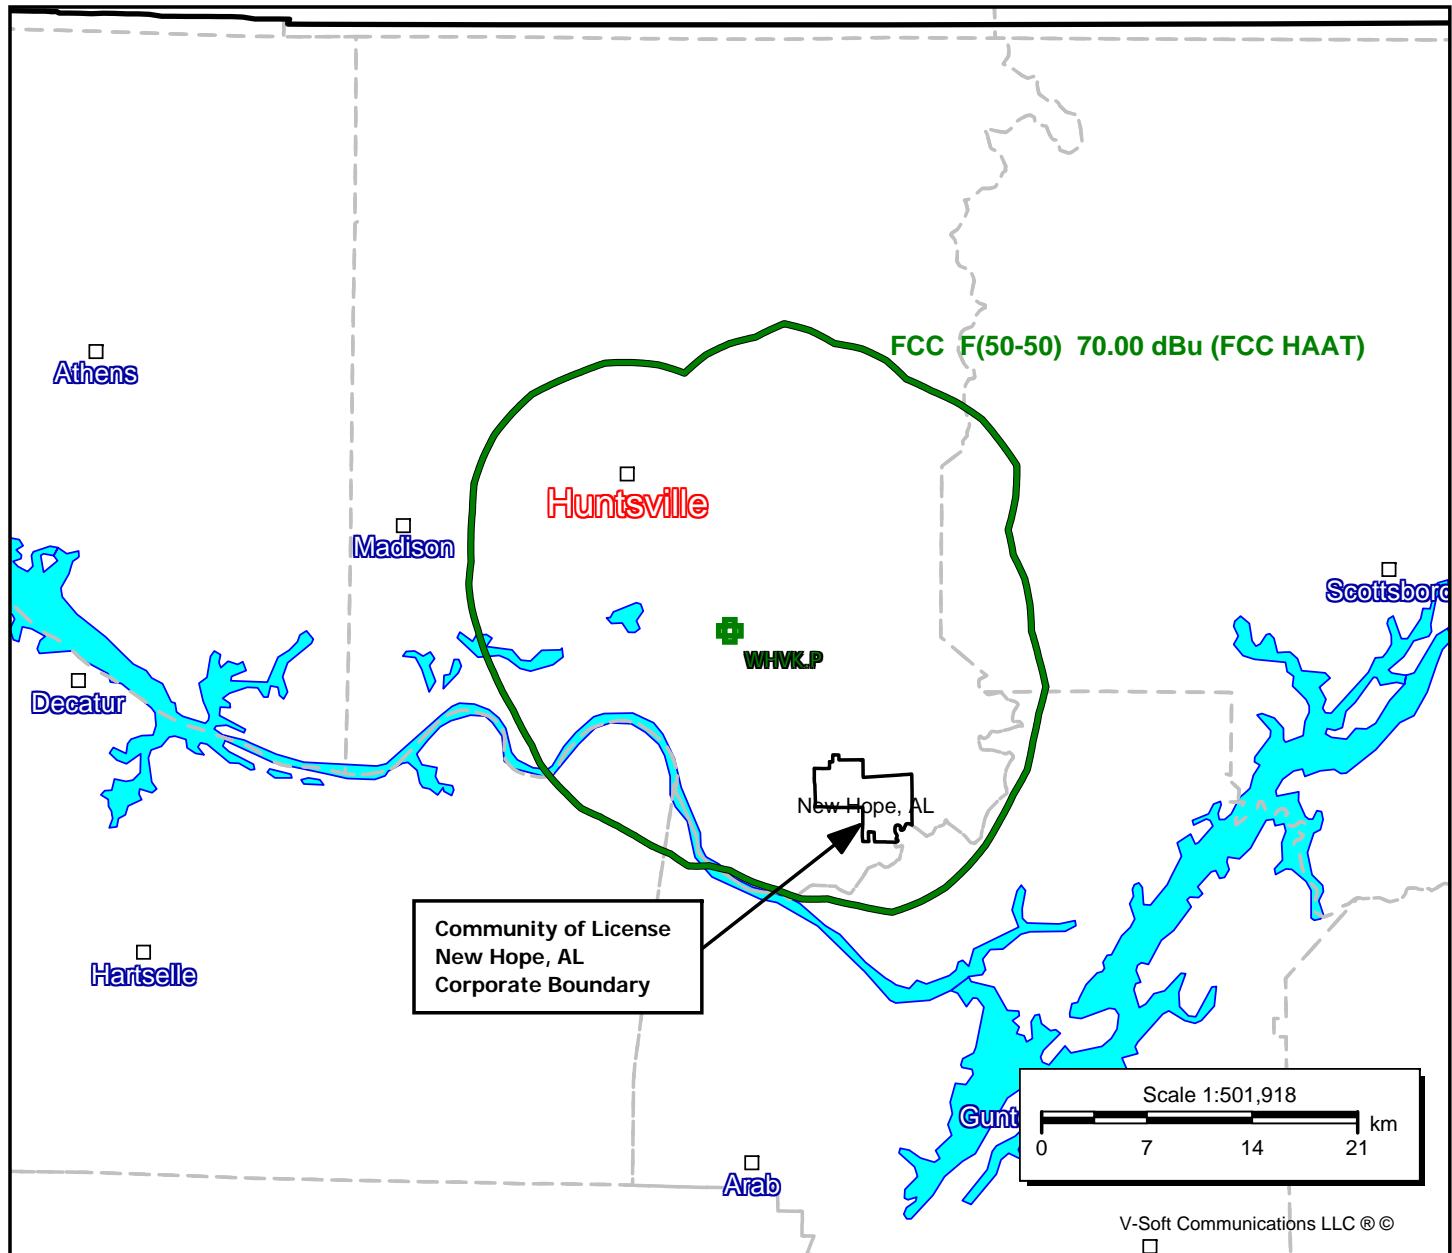 FCC F(50-50) 70.00 dBu (FCC HAAT)
Athens
Huntsville
Madison
Scottsboro
WHVK.P
Decatur
New Hope, AL
Community of License
New Hope, AL
Corporate Boundary
Hartselle
Scale 1:501,918
km
0 7 14 21
Gunt
Arab
V-Soft Communications LLC ® ©